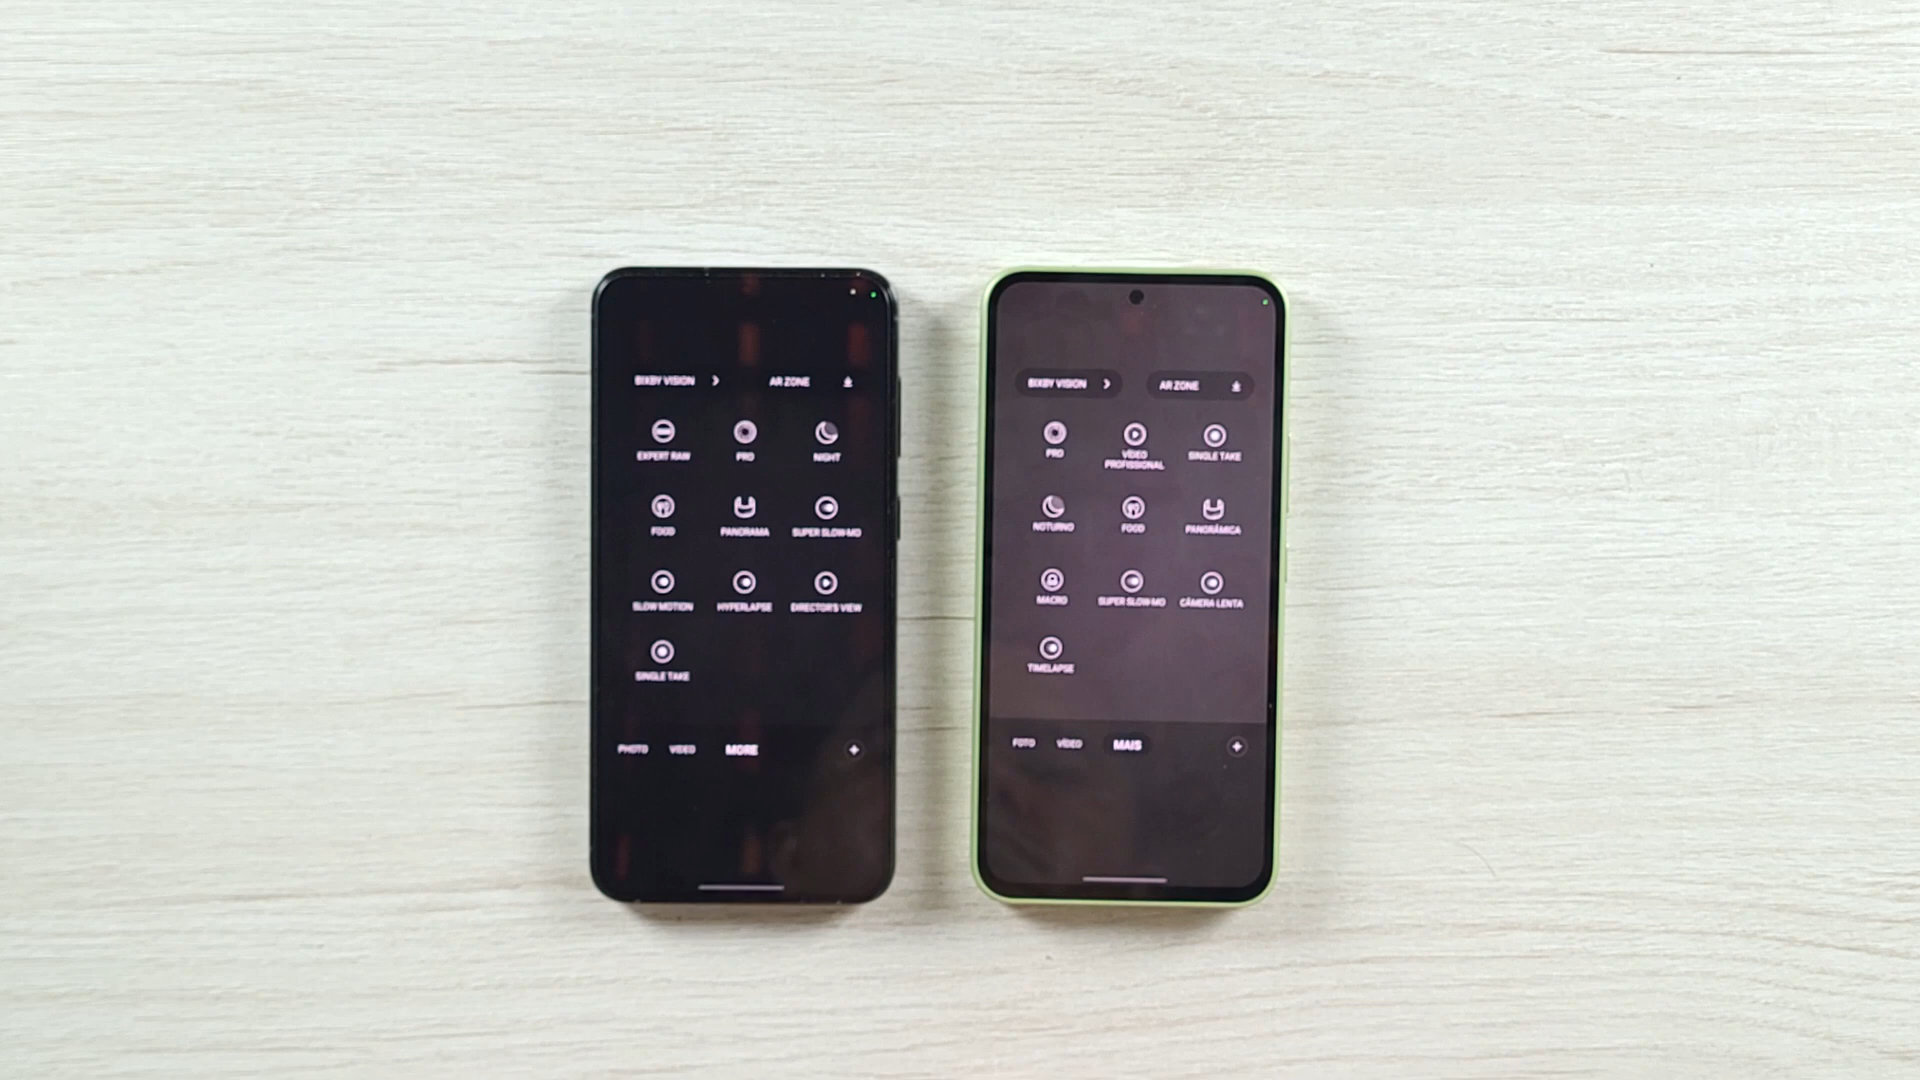 BIXBY VISION
AR ZONE
EXPERT RAW
PRO
NIGHT
FOOD
PANORAMA
SUPER SLOW-MO
SLOW MOTION
HYPERLAPSE
DIRECTOR'S VIEW
SINGLE TAKE
PHOTO
VIDEO
MORE
BIXBY VISION
AR ZONE
PRO
VÍDEO
PROFISSIONAL
SINGLE TAKE
NOTURNO
FOOD
PANORÂMICA
MACRO
SUPER SLOW-MO
CÂMERA LENTA
TIMELAPSE
FOTO
VÍDEO
MAIS